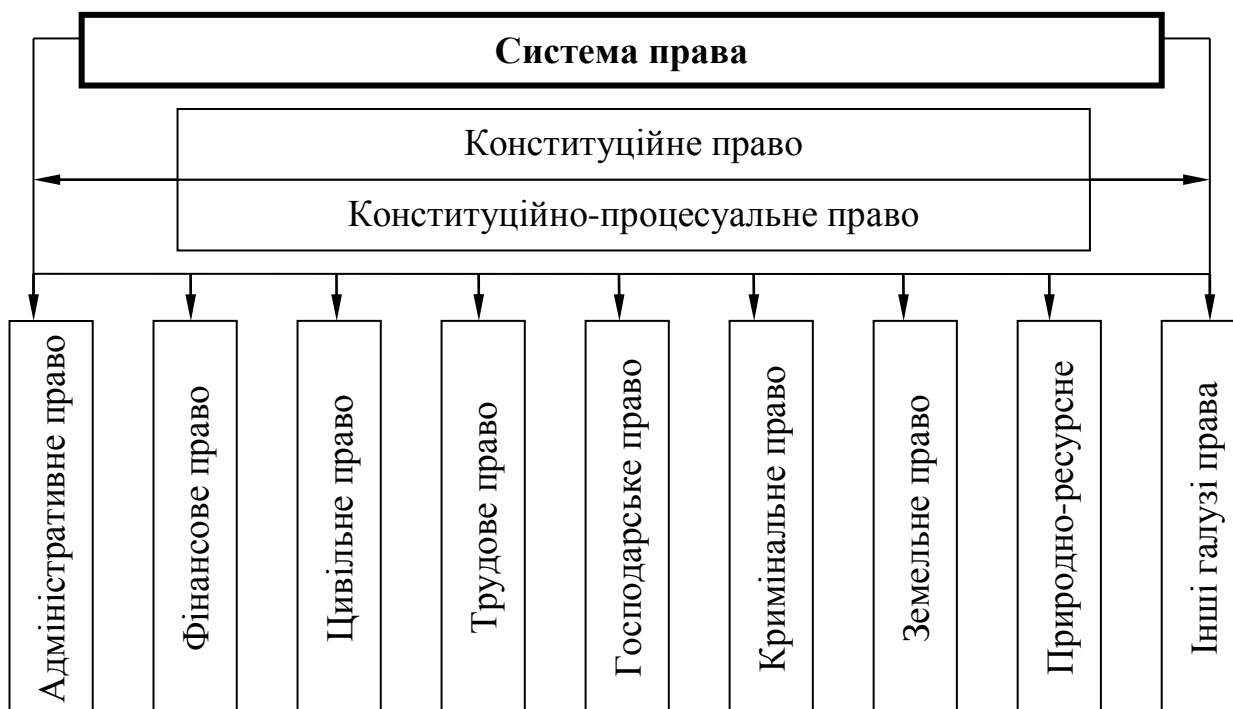 Система права
Конституційне право
Конституційно-процесуальне право
Адміністративне право
Фінансове право
Цивільне право
Трудове право
Господарське право
Кримінальне право
Земельне право
Природно-ресурсне
Інші галузі права